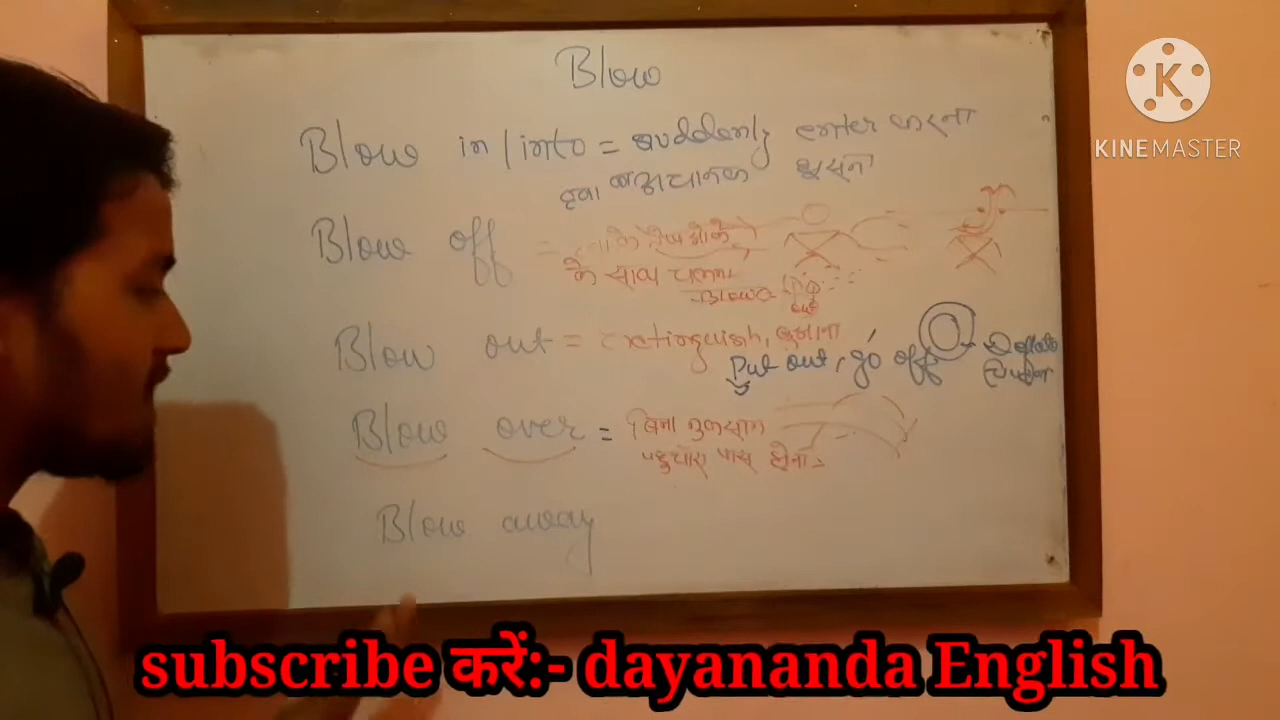 Blow
Blow in/into = suddenly enter करना
हवा का अचानक घुसना
Blow off =
के साथ चलना
Blow out = extinguish, बुझाना
Put out, go off
Deflate
Blow over = बिना नुकसान
पहुचाए पास होना
Blow away
K
KINEMASTER
subscribe करें:- dayananda English